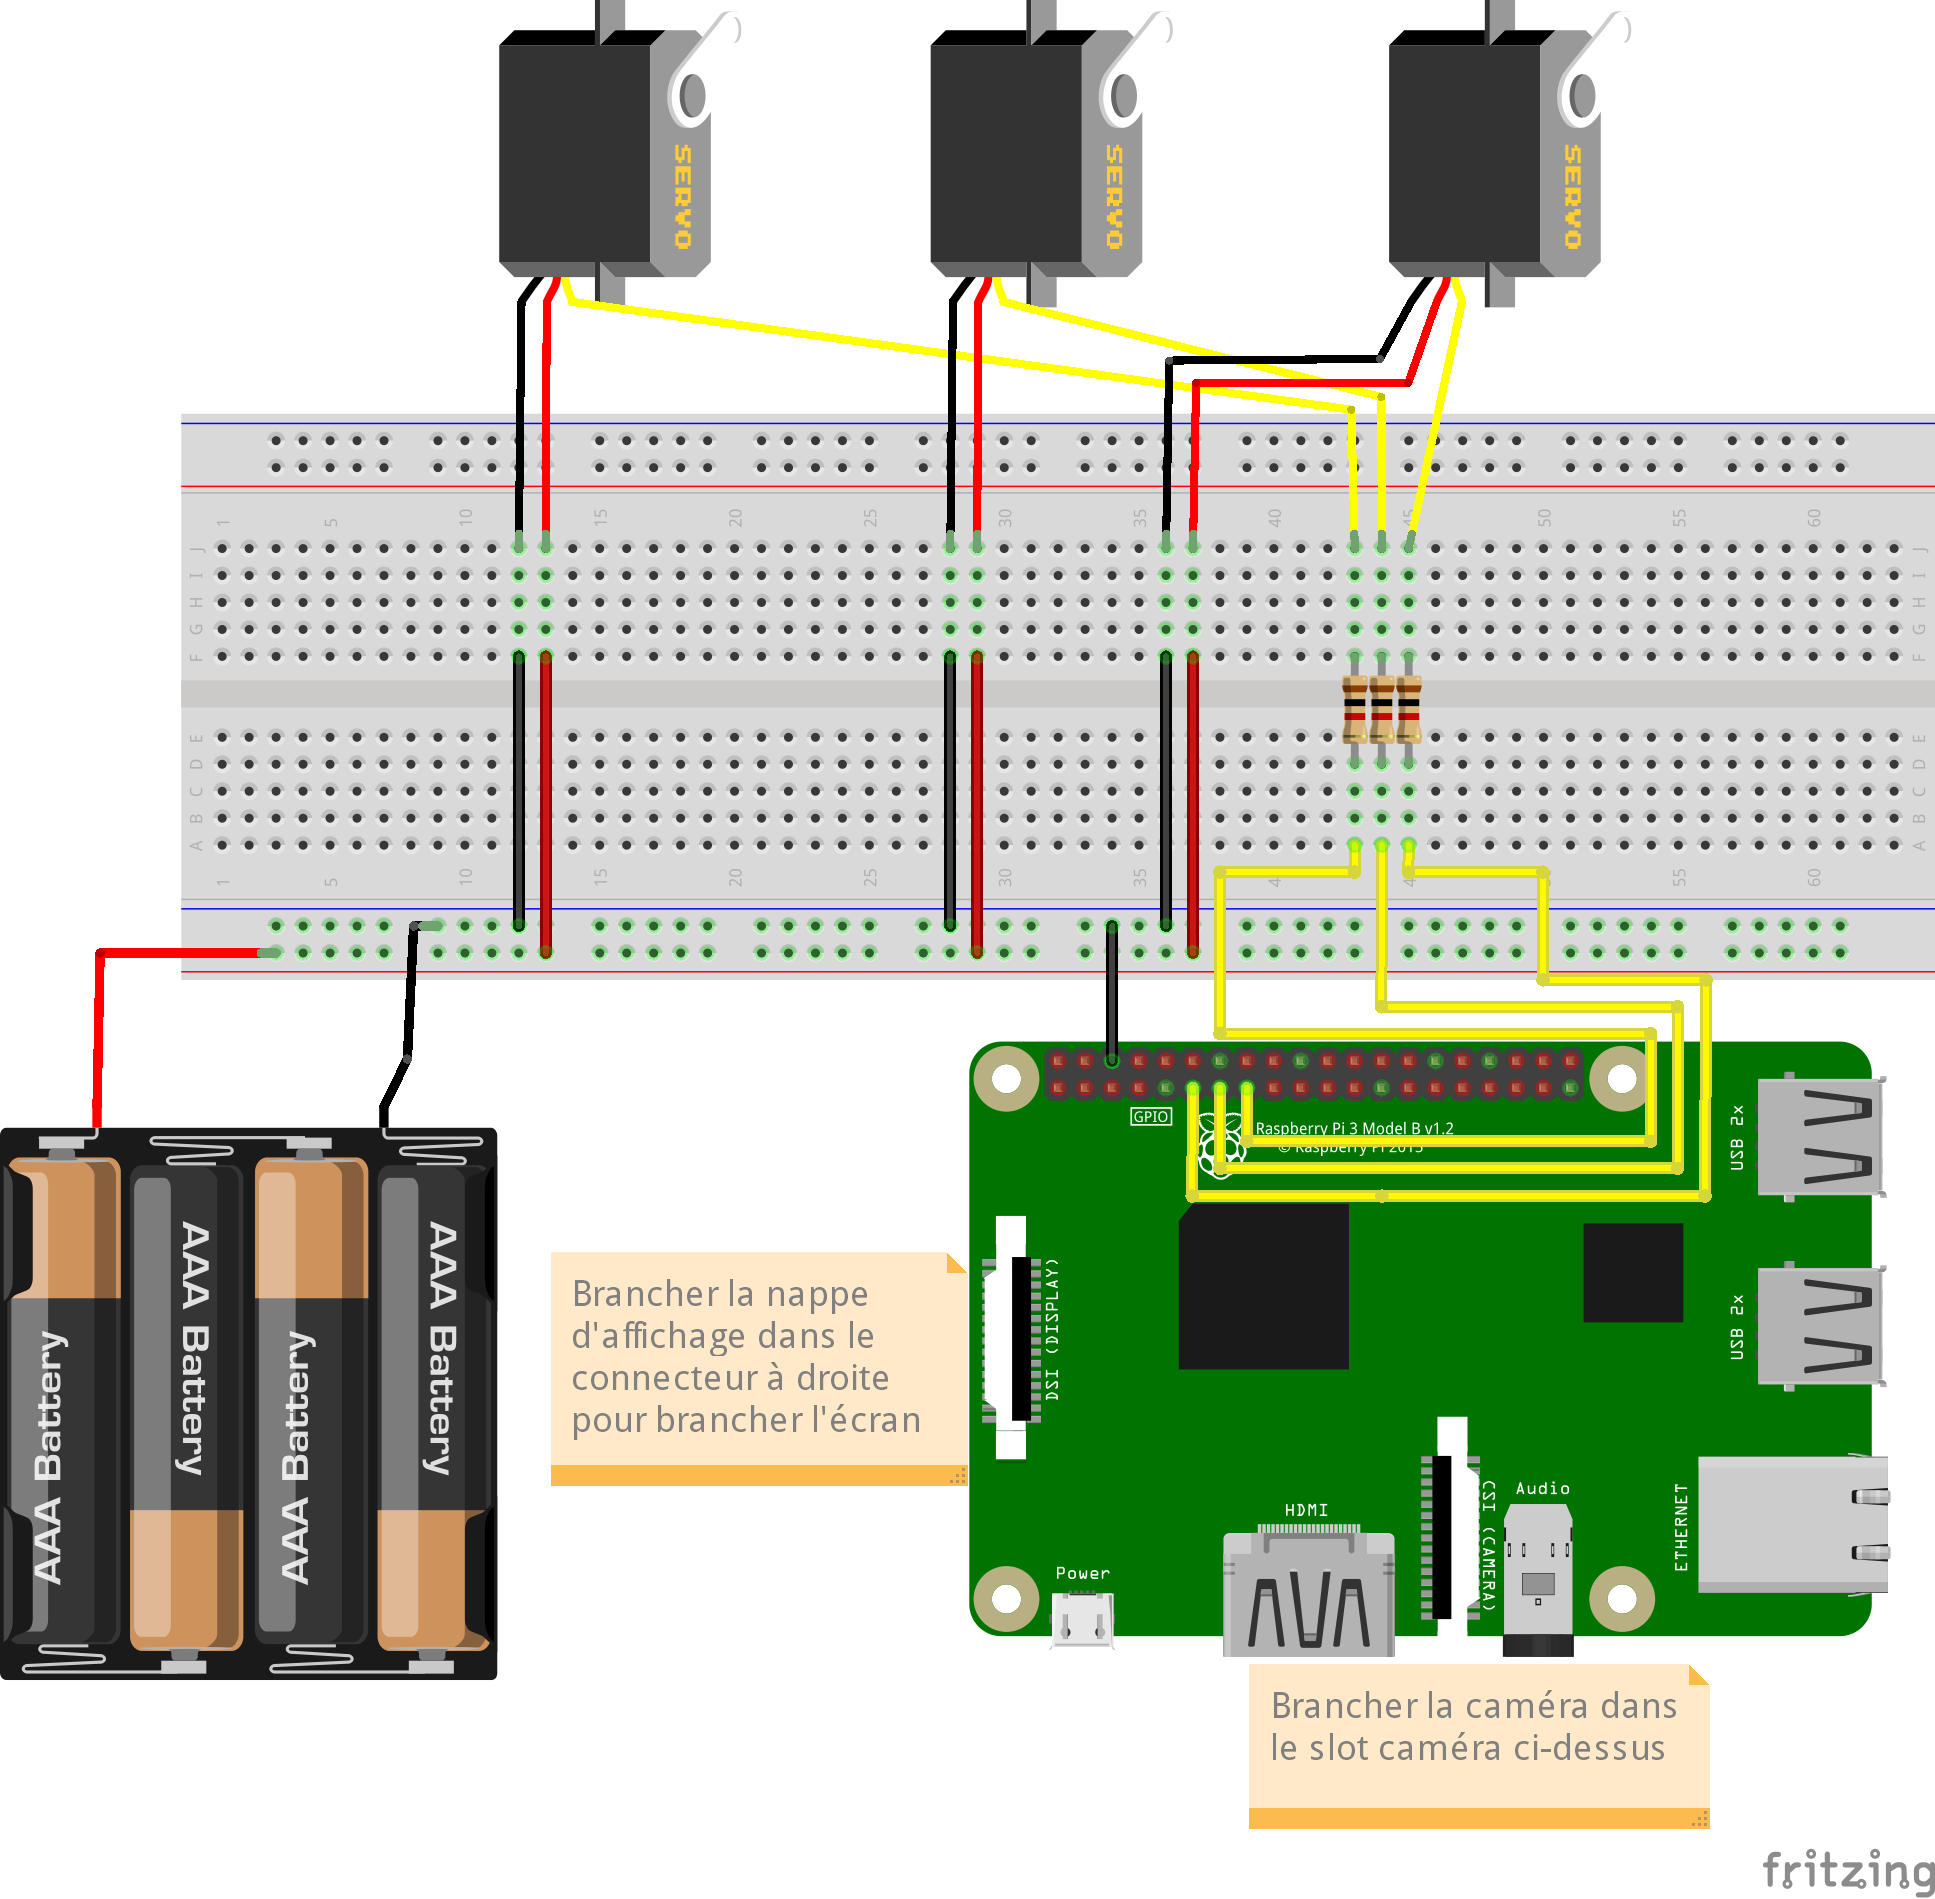 SERVO SERVO SERVO
1 5 10 15 20 25 30 35 40 45 50 55 60
J J
I I
H H
G G
F F
E E
D D
C C
B B
A A
1 5 10 15 20 25 30 35 4 4 55 60
GPIO
Raspberry Pi 3 Model B v1.2
© Raspberry Pi 2015
USB 2x
USB 2x
DSI (DISPLAY)
AAA Battery
AAA Battery
AAA Battery
AAA Battery
Brancher la nappe
d'affichage dans le
connecteur à droite
pour brancher l'écran
Power
HDMI
CSI (CAMERA)
Audio
ETHERNET
Brancher la caméra dans
le slot caméra ci-dessus
fritzing